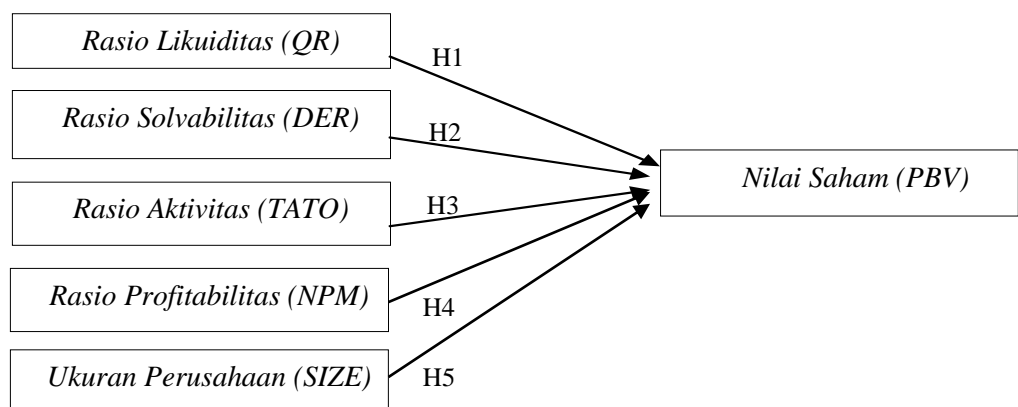 Rasio Likuiditas (QR)
H1
Rasio Solvabilitas (DER)
H2
Nilai Saham (PBV)
Rasio Aktivitas (TATO)
H3
Rasio Profitabilitas (NPM)
H4
Ukuran Perusahaan (SIZE)
H5